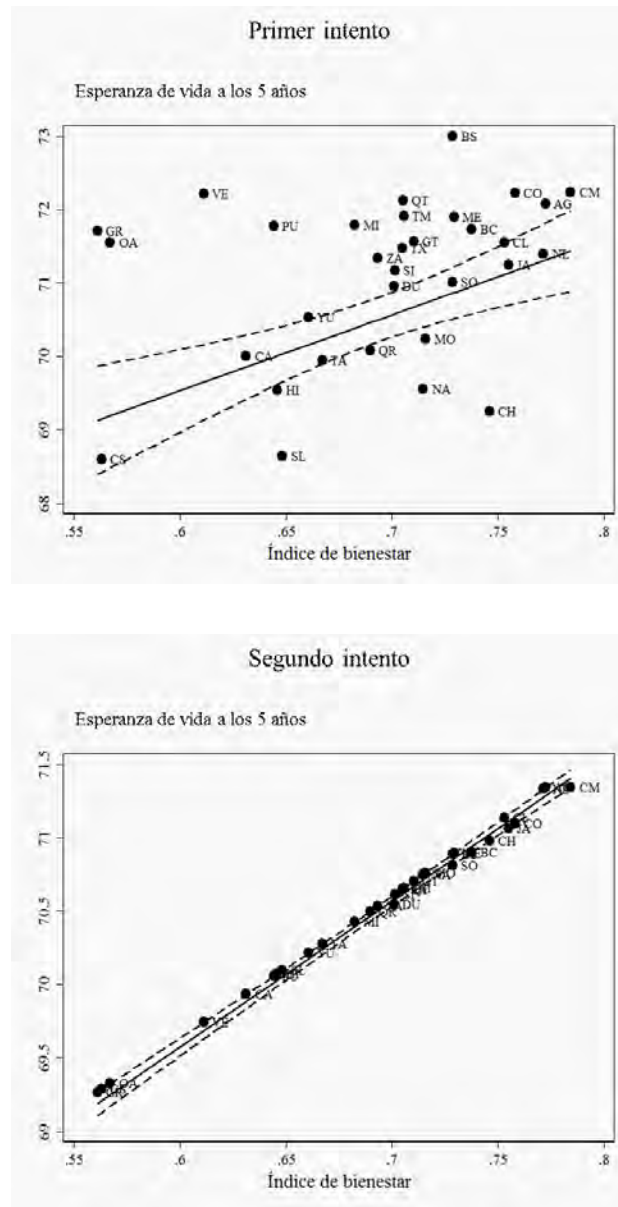 Primer intento
Esperanza de vida a los 5 años
73
BS
VE
QT
CO
CM
AG
72
TM
ME
GR
PU
MI
BC
OA
GT
TX
CL
NL
ZA
JA
SI
71
DU
SO
YU
MO
QR
70
CA
TA
HI
NA
CH
69
CS
SL
68
.55 .6 .65 .7 .75 .8
Índice de bienestar
Segundo intento
Esperanza de vida a los 5 años
71.5
CM
CO
JA
71
CH
BC
SO
DU
70.5
MI
70
CA
VE
69.5
OA
69
.55 .6 .65 .7 .75 .8
Índice de bienestar